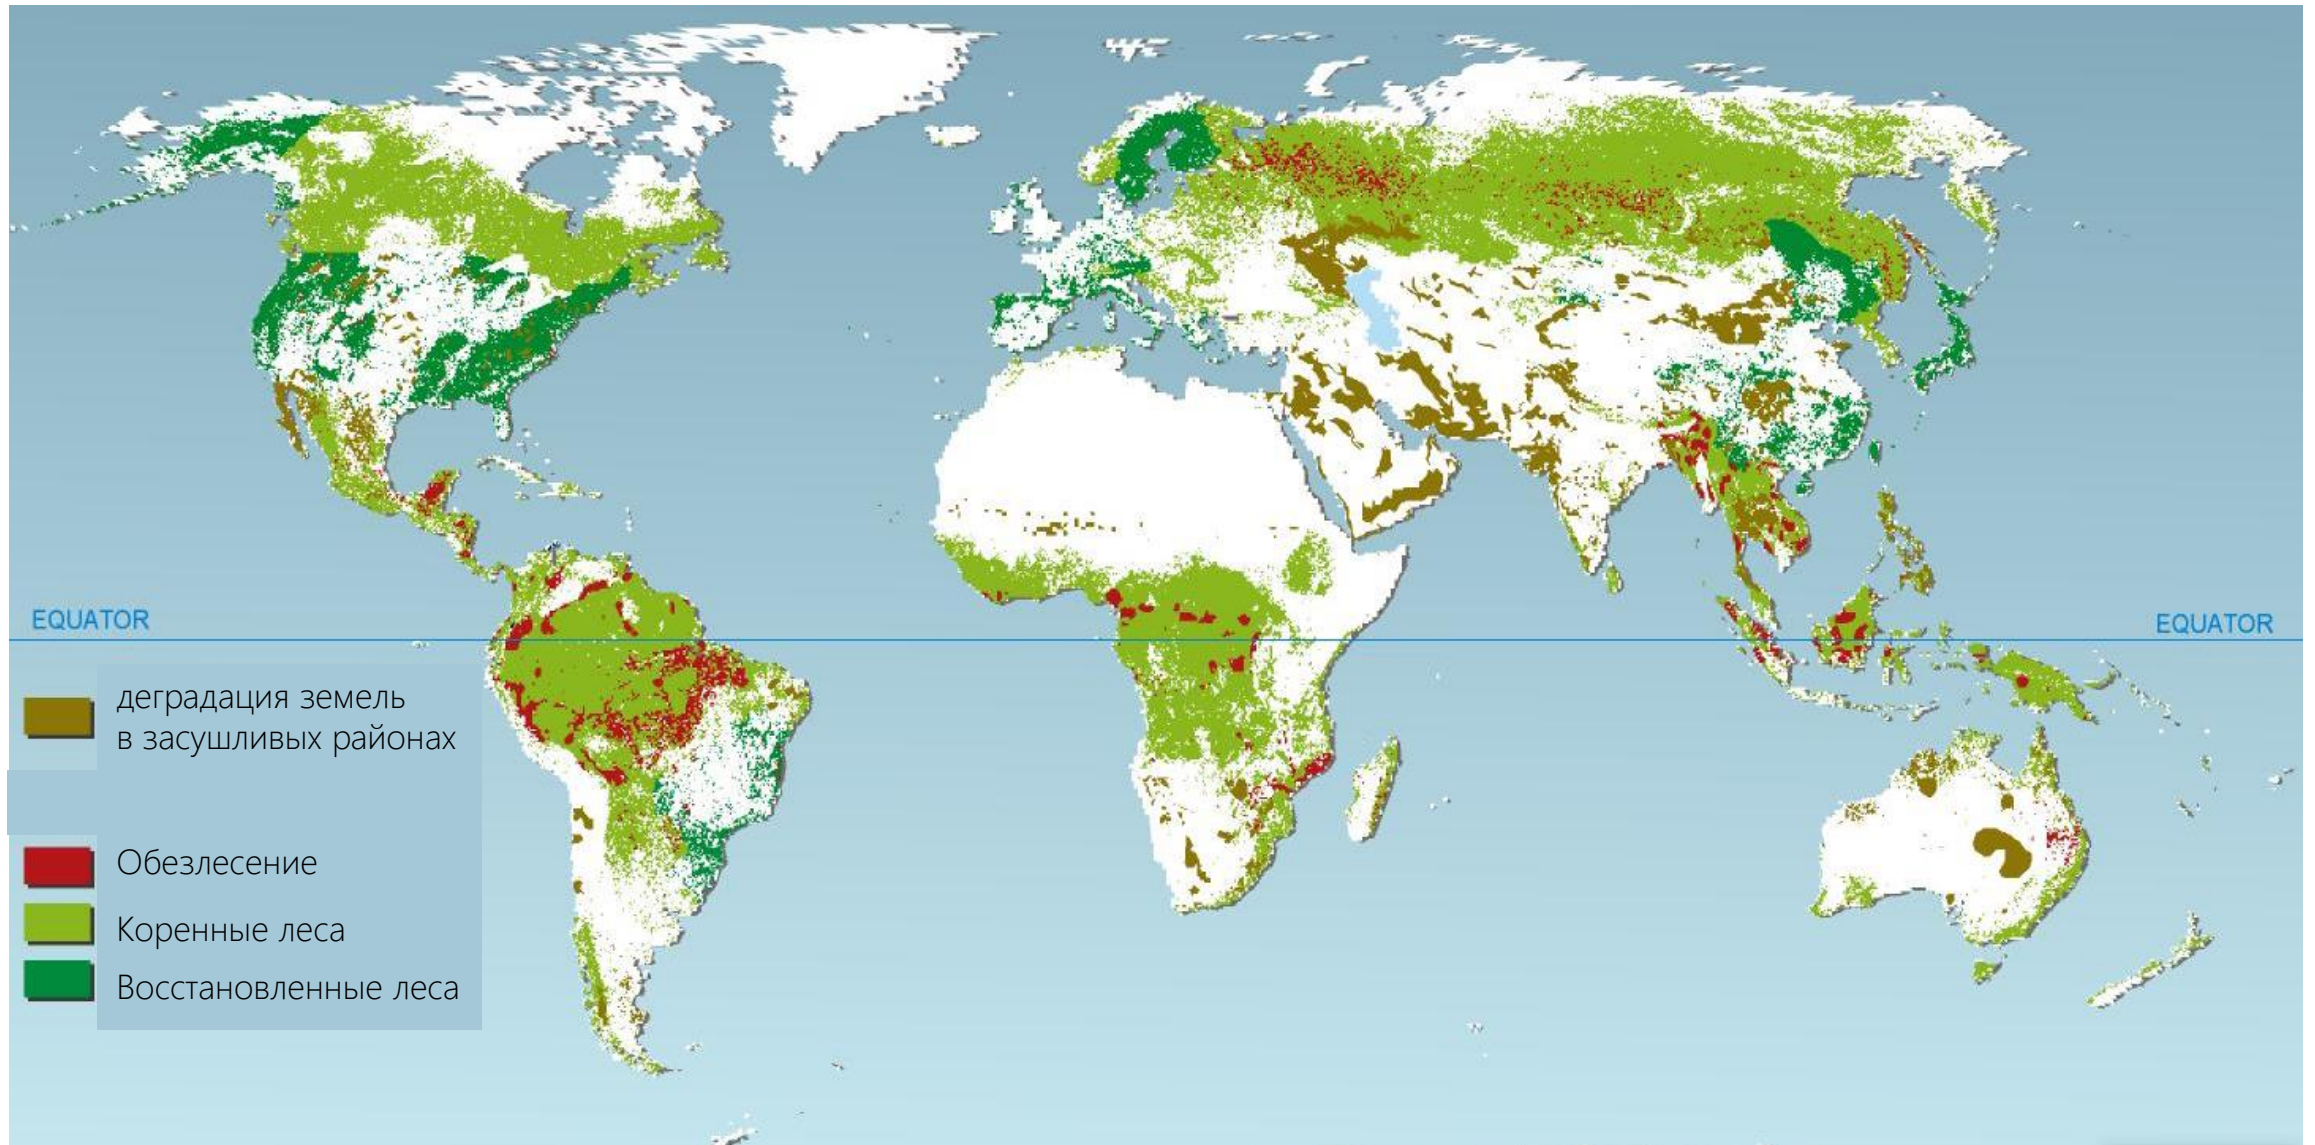 EQUATOR
EQUATOR
деградация земель
в засушливых районах
Обезлесение
Коренные леса
Восстановленные леса